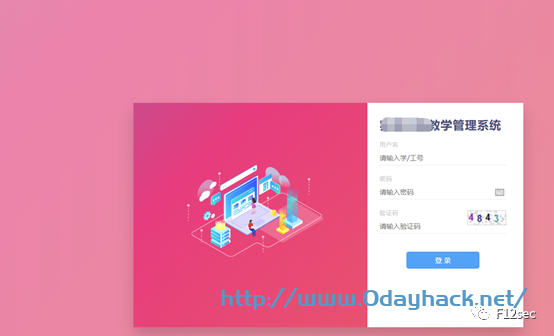 教学管理系统
用户名
请输入学/工号
密码
请输入密码
验证码
4843
请输入验证码
登录
http://www.0dayhack.net/
F12sec